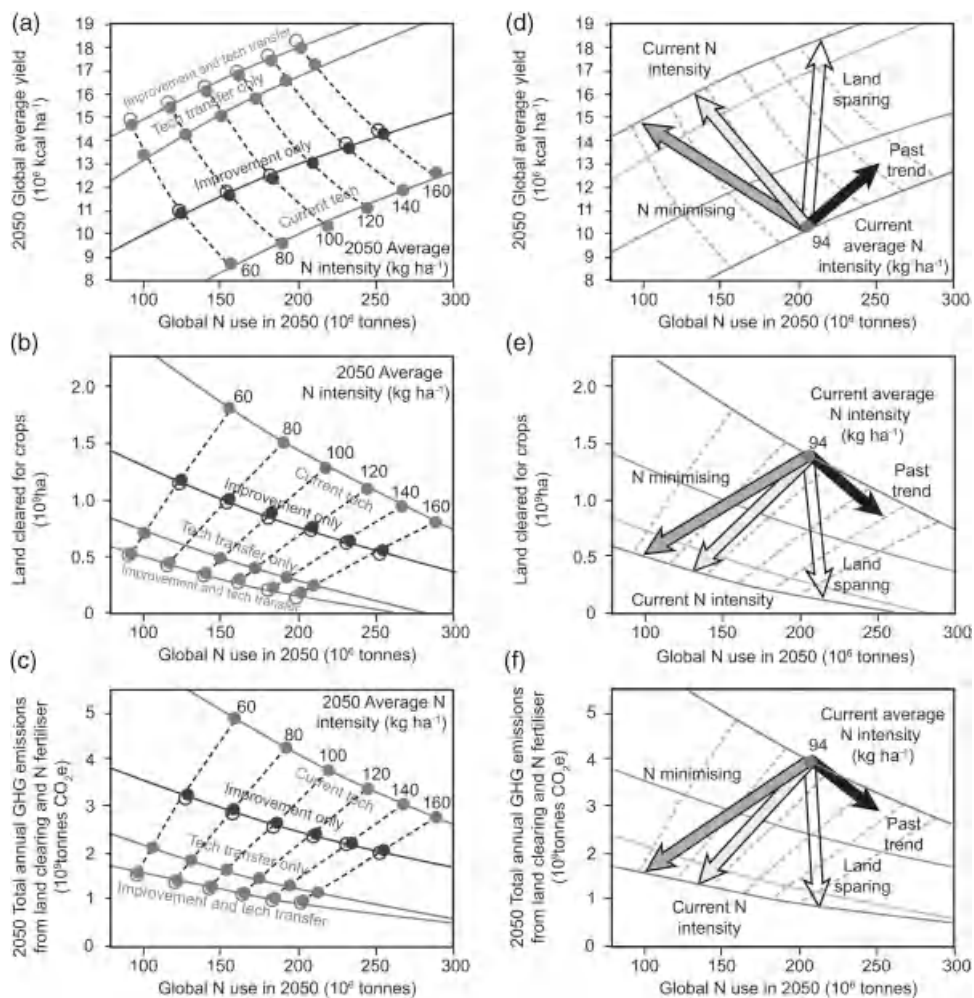 (a)
2050 Global average yield
(10⁶ kcal ha⁻¹)
19
18
17
16
15
14
13
12
11
10
9
8
Improvement and tech transfer
Tech transfer only
Improvement only
Current tech
60
80
100
120
140
160
2050 Average
N intensity (kg ha⁻¹)
100
150
200
250
300
Global N use in 2050 (10⁶ tonnes)
(d)
19
18
17
16
15
14
13
12
11
10
9
8
Current N
intensity
Land
sparing
Past
trend
N minimising
94
Current
average N
intensity (kg ha⁻¹)
100
150
200
250
300
Global N use in 2050 (10⁶ tonnes)
(b)
Land cleared for crops
(10⁹ha)
2.0
1.5
1.0
0.5
0
2050 Average
N intensity (kg ha⁻¹)
60
80
100
120
140
160
Current tech
Improvement only
Tech transfer only
Improvement and tech transfer
100
150
200
250
300
Global N use in 2050 (10⁶ tonnes)
(e)
2.0
1.5
1.0
0.5
0
Current average
N intensity
(kg ha⁻¹)
94
N minimising
Past
trend
Land
sparing
Current N intensity
100
150
200
250
300
Global N use in 2050 (10⁶ tonnes)
(c)
2050 Total annual GHG emissions
from land clearing and N fertiliser
(10⁹tonnes CO₂e)
5
4
3
2
1
0
2050 Average N
intensity (kg ha⁻¹)
60
80
100
120
140
160
Current tech
Improvement only
Tech transfer only
Improvement and tech transfer
100
150
200
250
300
Global N use in 2050 (10⁶ tonnes)
(f)
2050 Total annual GHG emissions
from land clearing and N fertiliser
(10⁹tonnes CO₂e)
5
4
3
2
1
0
Current average
N intensity
(kg ha⁻¹)
94
N minimising
Past
trend
Land
sparing
Current N
intensity
100
150
200
250
300
Global N use in 2050 (10⁶ tonnes)
2050 Global average yield
(10⁶ kcal ha⁻¹)
Land cleared for crops
(10⁹ha)